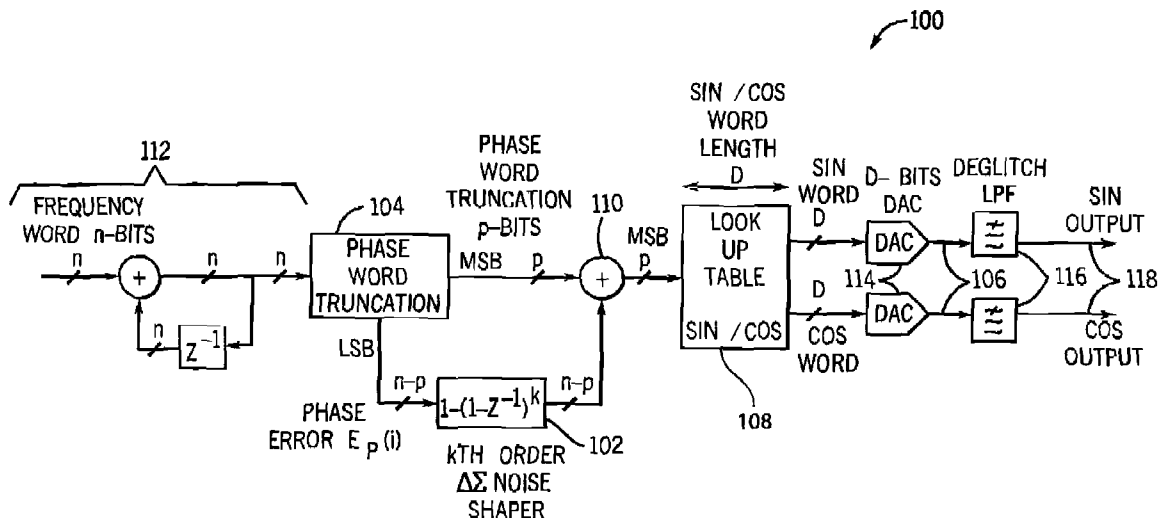 100
112
FREQUENCY
WORD n-BITS
n
+
n
n
n
Z⁻¹
104
PHASE
WORD
TRUNCATION
PHASE
WORD
TRUNCATION
p-BITS
MSB
p
LSB
n-p
PHASE
ERROR E_P(i)
1-(1-Z⁻¹)ᵏ
n-p
102
kTH ORDER
ΔΣ NOISE
SHAPER
110
+
MSB
p
SIN / COS
WORD
LENGTH
D
LOOK
UP
TABLE
SIN / COS
108
SIN
WORD
D
D
COS
WORD
D- BITS
DAC
DAC
114
DAC
106
DEGLITCH
LPF
116
SIN
OUTPUT
118
COS
OUTPUT